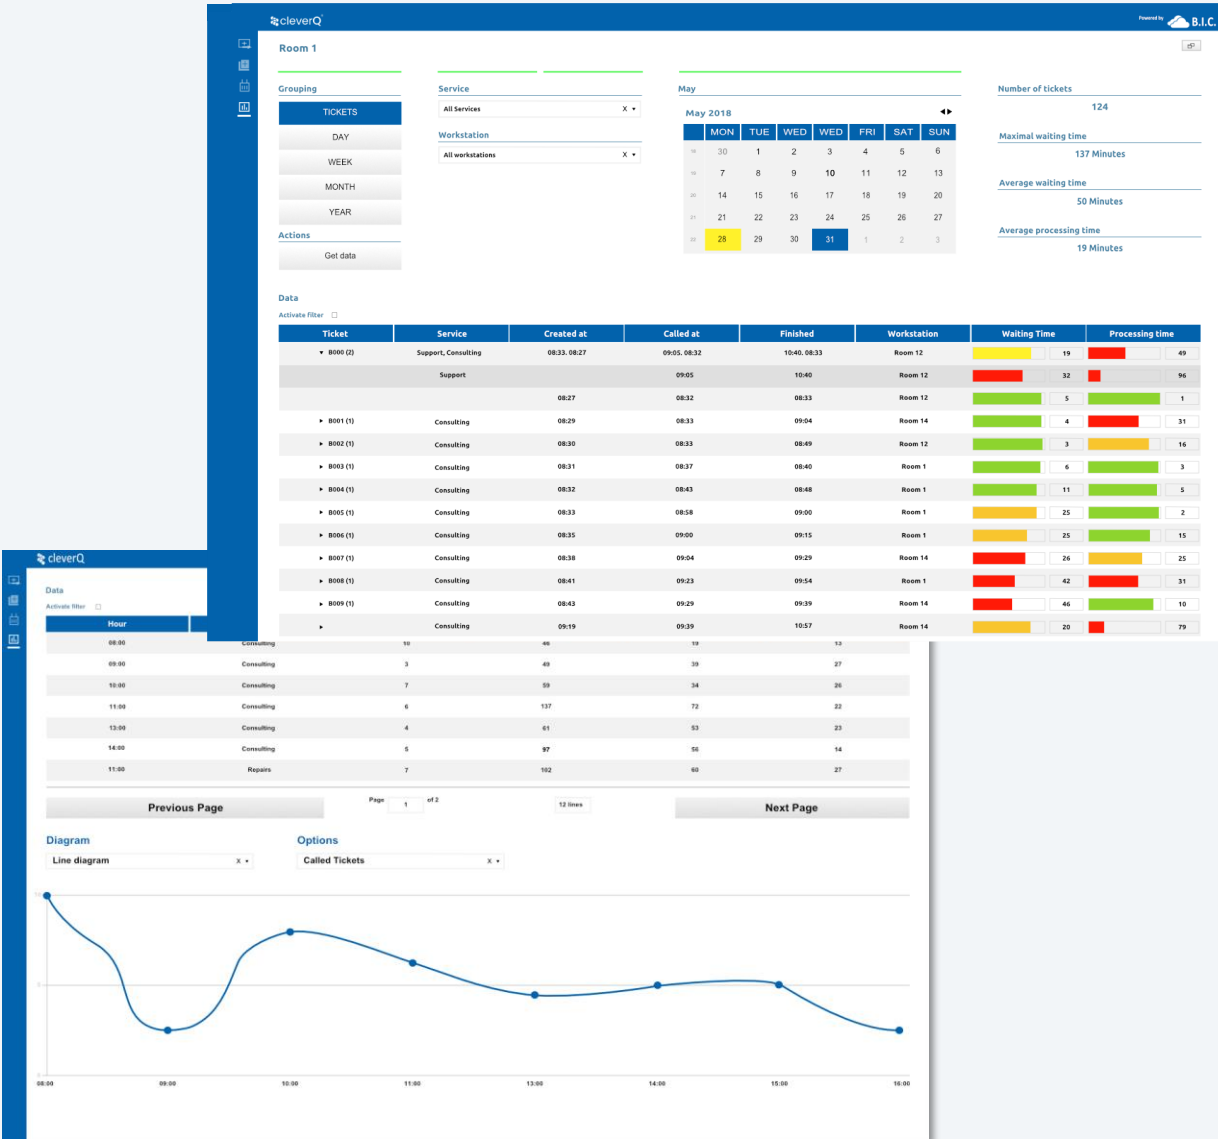 cleverQ
Powered by B.I.C.
Room 1
Grouping
TICKETS
DAY
WEEK
MONTH
YEAR
Actions
Get data
Service
All Services X
Workstation
All workstations X
May
May 2018
MON TUE WED WED FRI SAT SUN
18 30 1 2 3 4 5 6
19 7 8 9 10 11 12 13
20 14 15 16 17 18 19 20
21 21 22 23 24 25 26 27
22 28 29 30 31 1 2 3
Number of tickets
124
Maximal waiting time
137 Minutes
Average waiting time
50 Minutes
Average processing time
19 Minutes
Data
Activate filter
Ticket Service Created at Called at Finished Workstation Waiting Time Processing time
B000 (2) Support, Consulting 08:33. 08:27 09:05. 08:32 10:40. 08:33 Room 12 19 49
Support 09:05 10:40 Room 12 32 96
08:27 08:32 08:33 Room 12 5 1
B001 (1) Consulting 08:29 08:33 09:04 Room 14 4 31
B002 (1) Consulting 08:30 08:33 08:49 Room 12 3 16
B003 (1) Consulting 08:31 08:37 08:40 Room 1 6 3
B004 (1) Consulting 08:32 08:43 08:48 Room 1 11 5
B005 (1) Consulting 08:33 08:58 09:00 Room 1 25 2
B006 (1) Consulting 08:35 09:00 09:15 Room 1 25 15
B007 (1) Consulting 08:38 09:04 09:29 Room 14 26 25
B008 (1) Consulting 08:41 09:23 09:54 Room 1 42 31
B009 (1) Consulting 08:43 09:29 09:39 Room 14 46 10
Consulting 09:19 09:39 10:57 Room 14 20 79
cleverQ
Data
Activate filter
Hour
08:00 Consulting 10 46 19 13
09:00 Consulting 3 49 39 27
10:00 Consulting 7 59 34 26
11:00 Consulting 6 137 72 22
13:00 Consulting 4 61 53 23
14:00 Consulting 5 97 56 14
11:00 Repairs 7 102 60 27
Previous Page Page 1 of 2 12 lines Next Page
Diagram Options
Line diagram X Called Tickets X
10
5
0
08:00 09:00 10:00 11:00 13:00 14:00 15:00 16:00